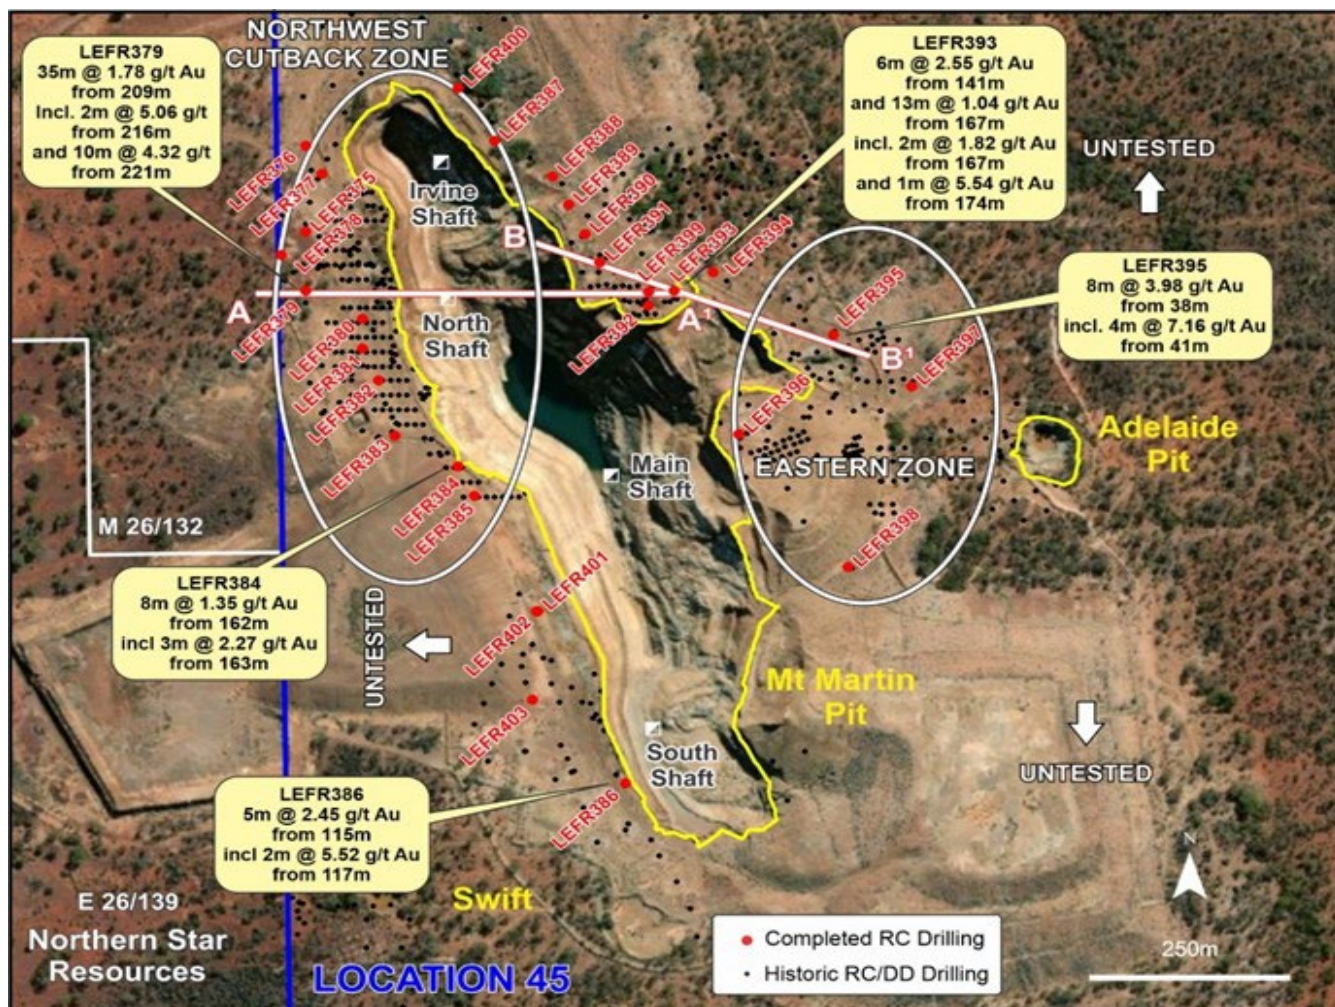 NORTHWEST
CUTBACK ZONE
LEFR379
35m @ 1.78 g/t Au
from 209m
Incl. 2m @ 5.06 g/t
from 216m
and 10m @ 4.32 g/t
from 221m
LEFR393
6m @ 2.55 g/t Au
from 141m
and 13m @ 1.04 g/t Au
from 167m
incl. 2m @ 1.82 g/t Au
from 167m
and 1m @ 5.54 g/t Au
from 174m
UNTESTED
LEFR395
8m @ 3.98 g/t Au
from 38m
incl. 4m @ 7.16 g/t Au
from 41m
LEFR400
LEFR387
LEFR388
LEFR389
LEFR390
LEFR391
LEFR399
LEFR393
LEFR394
LEFR395
LEFR397
LEFR392
LEFR396
LEFR398
LEFR376
LEFR377
LEFR375
LEFR378
LEFR379
LEFR380
LEFR381
LEFR382
LEFR383
LEFR384
LEFR385
LEFR401
LEFR402
LEFR403
LEFR386
Irvine
Shaft
B
A
North
Shaft
A1
B1
Main
Shaft
EASTERN ZONE
Adelaide
Pit
M 26/132
LEFR384
8m @ 1.35 g/t Au
from 162m
incl 3m @ 2.27 g/t Au
from 163m
UNTESTED
Mt Martin
Pit
South
Shaft
UNTESTED
LEFR386
5m @ 2.45 g/t Au
from 115m
incl 2m @ 5.52 g/t Au
from 117m
Swift
E 26/139
Northern Star
Resources
LOCATION 45
Completed RC Drilling
Historic RC/DD Drilling
N
250m